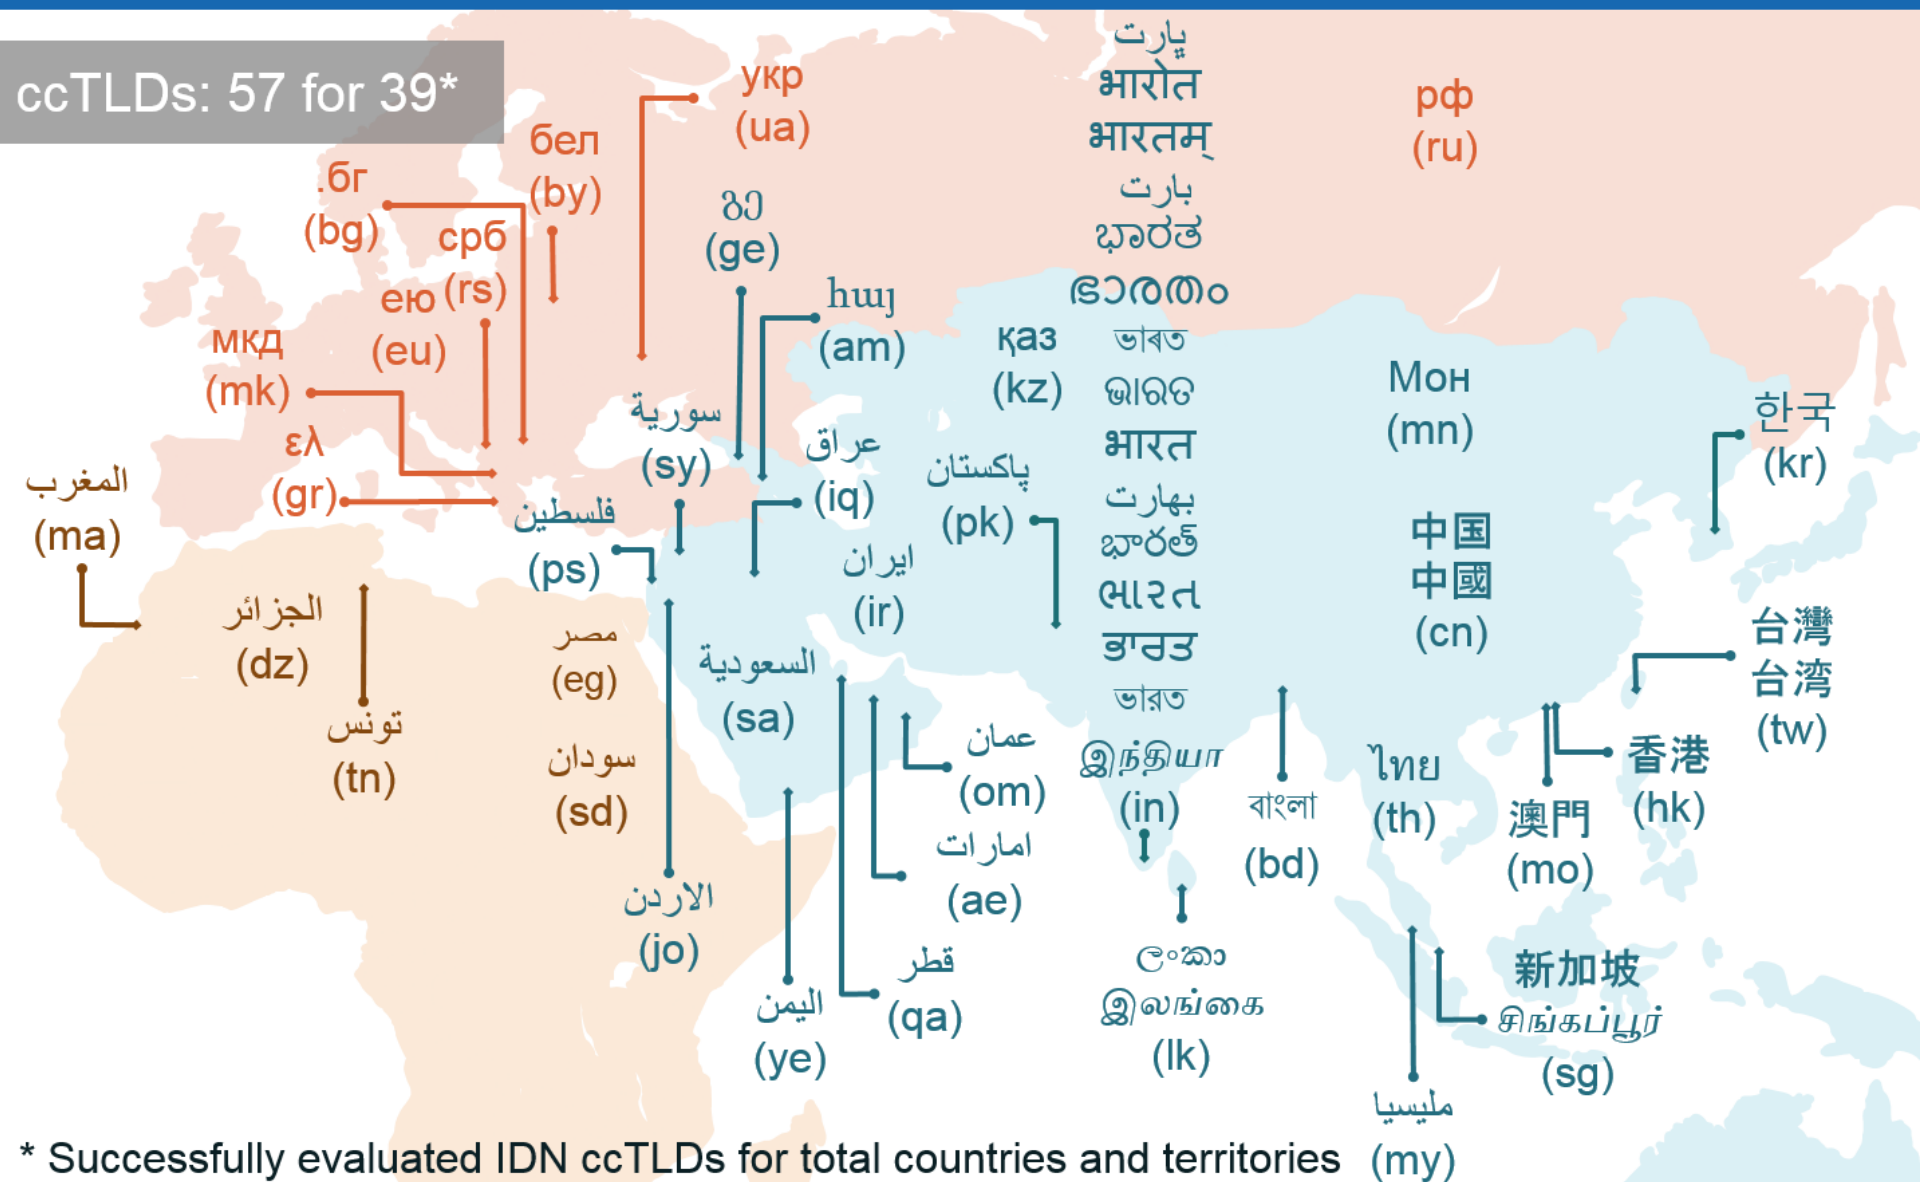 ccTLDs: 57 for 39*
укр
(ua)
бел
(by)
.бг
(bg)
срб
(rs)
ею
(eu)
мкд
(mk)
ελ
(gr)
рф
(ru)
გე
(ge)
հայ
(am)
қаз
(kz)
Мон
(mn)
한국
(kr)
سورية
(sy)
عراق
(iq)
پاکستان
(pk)
فلسطين
(ps)
ایران
(ir)
المغرب
(ma)
الجزائر
(dz)
تونس
(tn)
مصر
(eg)
سودان
(sd)
السعودية
(sa)
عمان
(om)
امارات
(ae)
قطر
(qa)
اليمن
(ye)
الاردن
(jo)
ڀارت
भारोत
भारतम्
بارت
ಭಾರತ
ഭാരതം
ভাৰত
ଭାରତ
भारत
بھارت
భారత్
ભારત
ਭਾਰਤ
ভারত
இந்தியா
(in)
বাংলা
(bd)
ලංකා
இலங்கை
(lk)
中国
中國
(cn)
台灣
台湾
(tw)
香港
(hk)
澳門
(mo)
ไทย
(th)
新加坡
சிங்கப்பூர்
(sg)
مليسيا
(my)
* Successfully evaluated IDN ccTLDs for total countries and territories